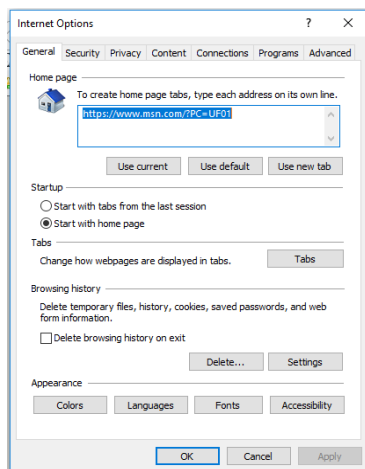 Internet Options ? ×
General Security Privacy Content Connections Programs Advanced
Home page
To create home page tabs, type each address on its own line.
https://www.msn.com/?PC=UF01
Use current Use default Use new tab
Startup
Start with tabs from the last session
Start with home page
Tabs
Change how webpages are displayed in tabs. Tabs
Browsing history
Delete temporary files, history, cookies, saved passwords, and web
form information.
Delete browsing history on exit
Delete... Settings
Appearance
Colors Languages Fonts Accessibility
OK Cancel Apply